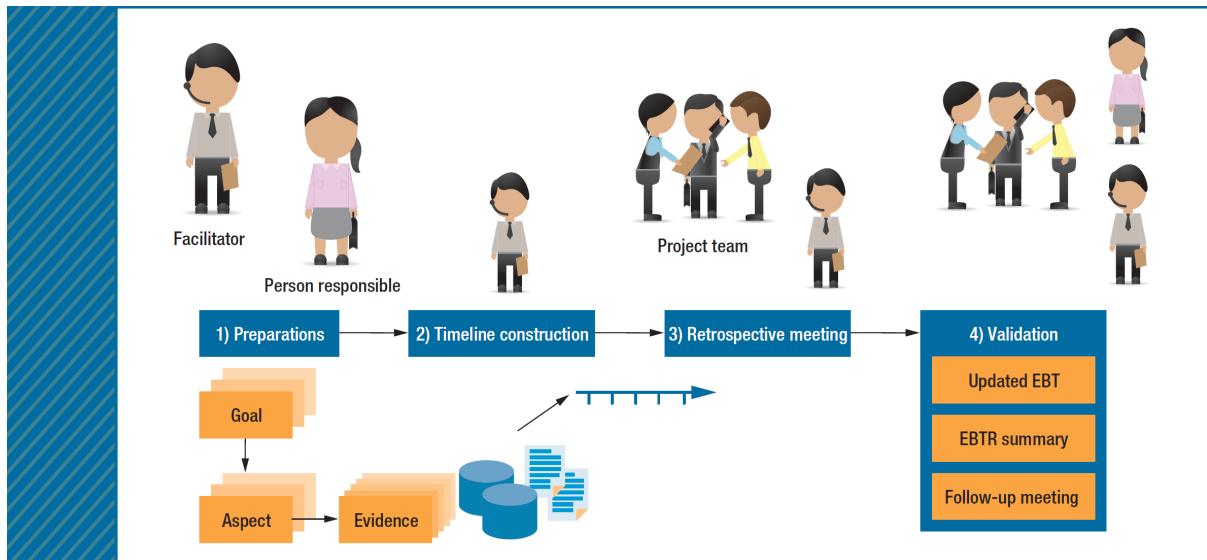 Facilitator
Person responsible
Project team
1) Preparations
2) Timeline construction
3) Retrospective meeting
4) Validation
Goal
Aspect
Evidence
Updated EBT
EBTR summary
Follow-up meeting